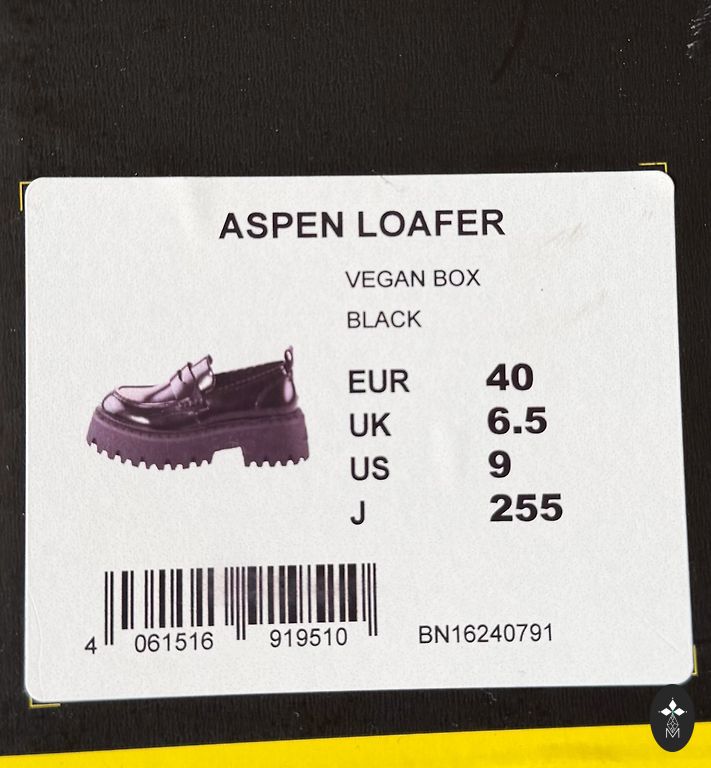 ASPEN LOAFER
VEGAN BOX
BLACK
EUR 40
UK 6.5
US 9
J 255
4 061516 919510
BN16240791
M